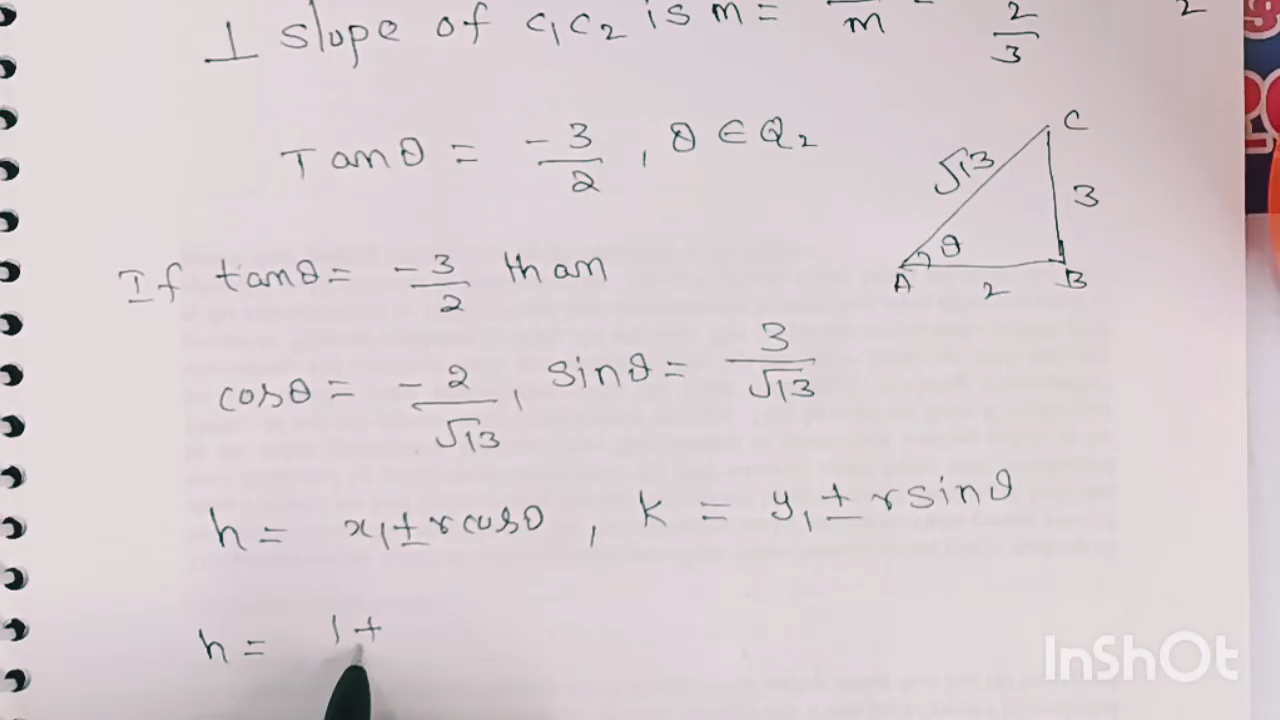 ⊥ slope of C₁C₂ is m = — m - 2/3 2
Tanθ = -3/2 , θ ∈ Q₂
C
√13
3
θ
A
B
2
If tanθ = -3/2 than
cosθ = -2/√13 , sinθ = 3/√13
h = x₁ ± r cosθ , k = y₁ ± r sinθ
h = 1 +
InShOt